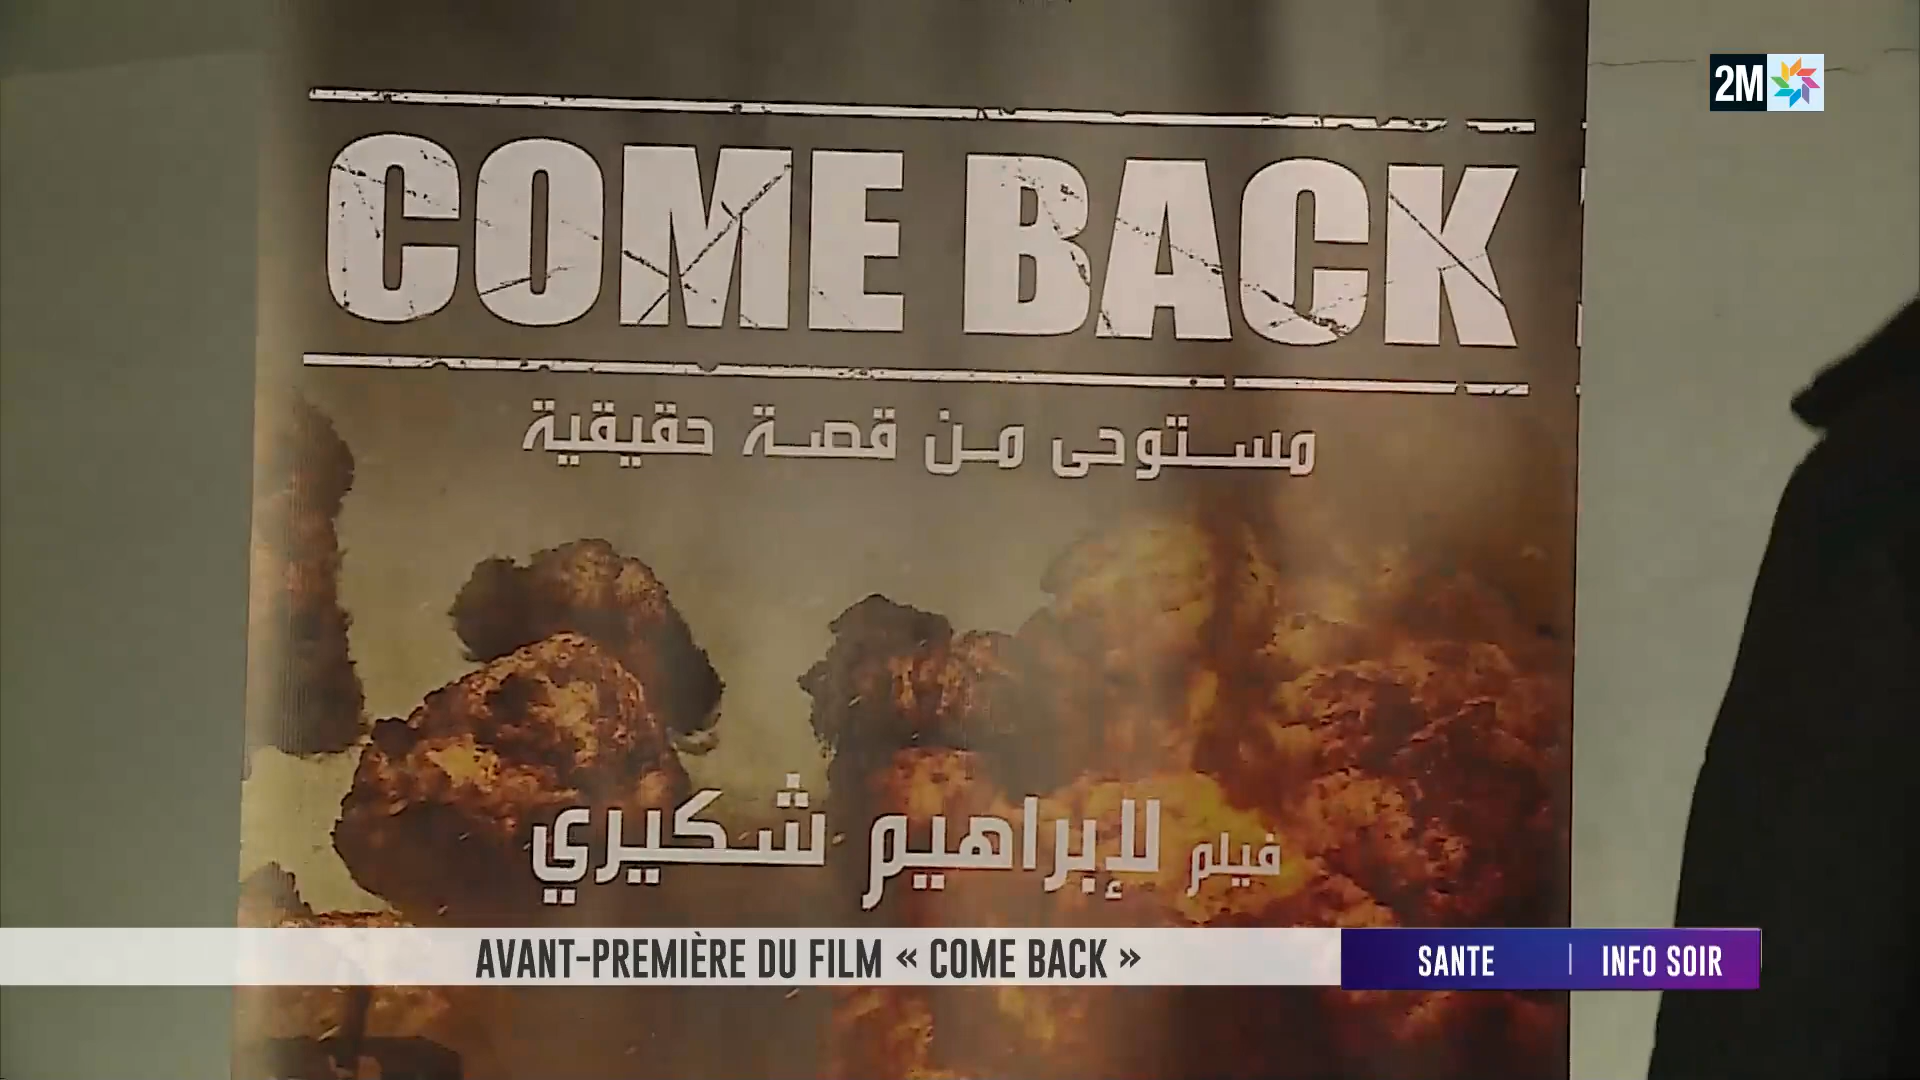 2M
COME BACK
مستوحى من قصة حقيقية
فيلم لإبراهيم شكيري
AVANT-PREMIÈRE DU FILM « COME BACK »
SANTE | INFO SOIR